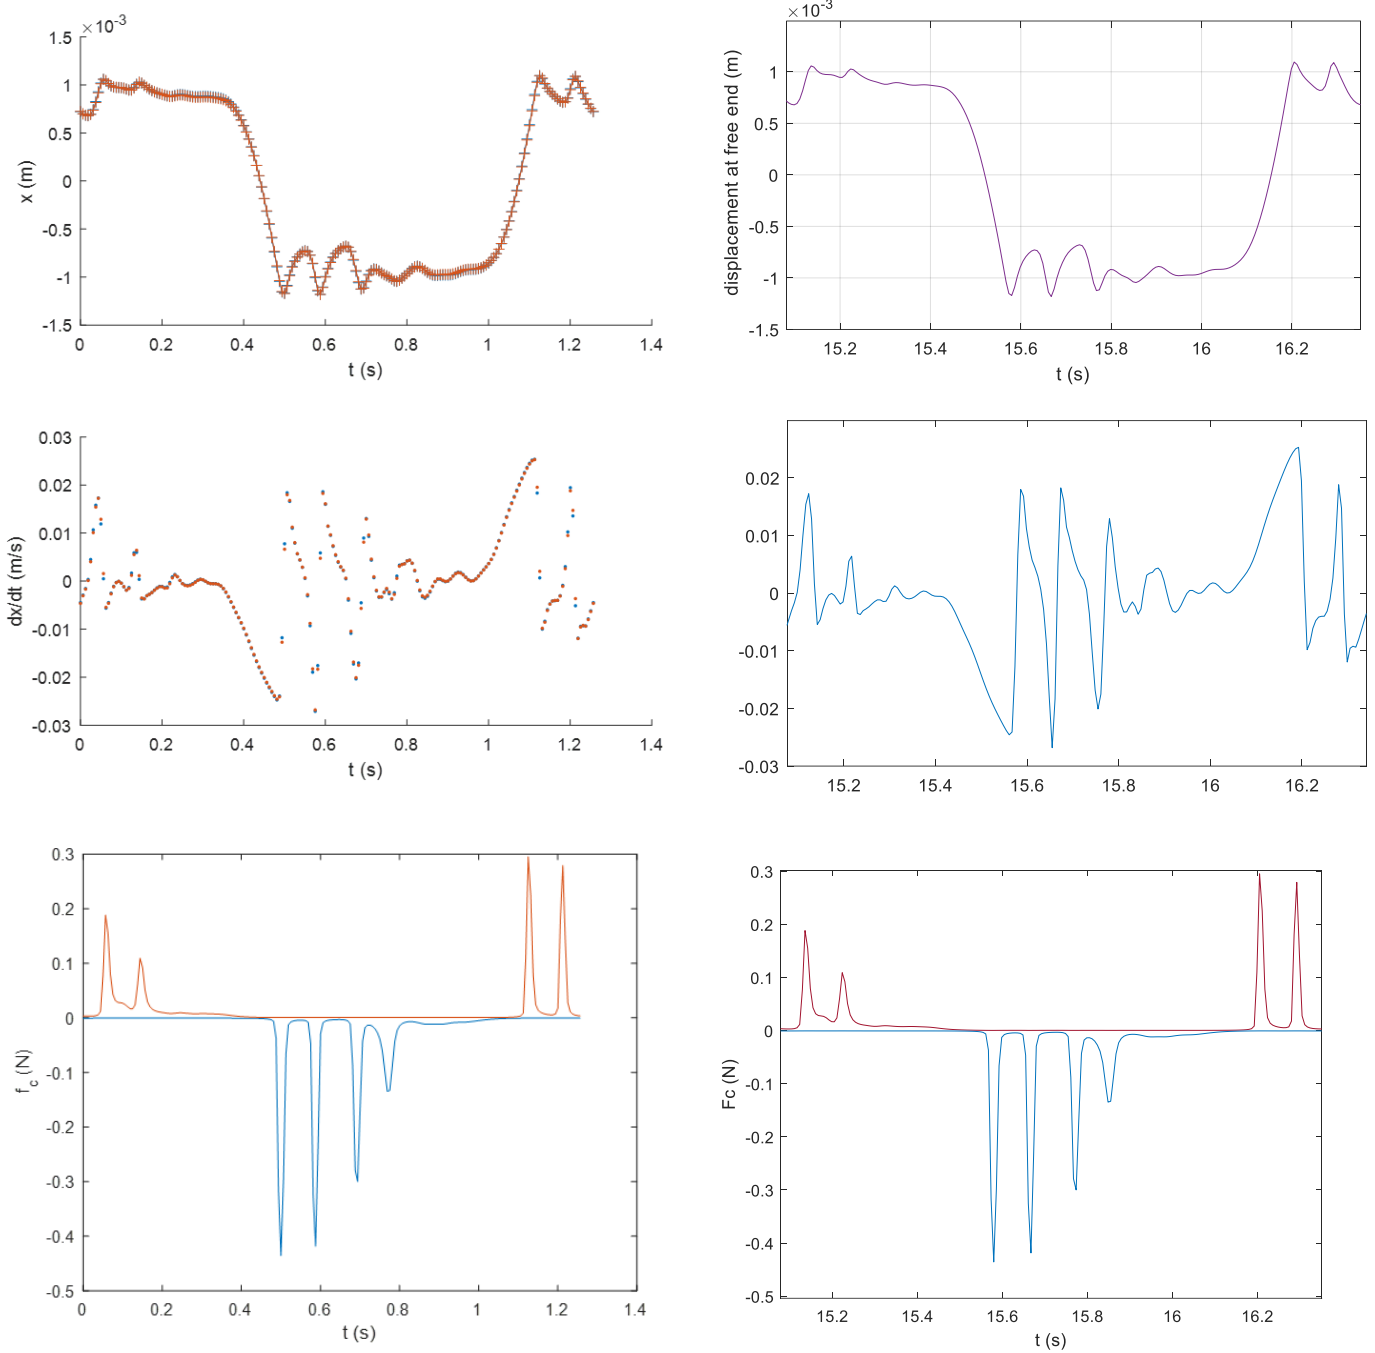 ×10⁻³
1.5
1
0.5
0
-0.5
-1
-1.5
x (m)
0 0.2 0.4 0.6 0.8 1 1.2 1.4
t (s)
×10⁻³
1
0.5
0
-0.5
-1
-1.5
displacement at free end (m)
15.2 15.4 15.6 15.8 16 16.2
t (s)
0.03
0.02
0.01
0
-0.01
-0.02
-0.03
dx/dt (m/s)
0 0.2 0.4 0.6 0.8 1 1.2 1.4
t (s)
0.02
0.01
0
-0.01
-0.02
-0.03
15.2 15.4 15.6 15.8 16 16.2
0.3
0.2
0.1
0
-0.1
-0.2
-0.3
-0.4
-0.5
f_c (N)
0 0.2 0.4 0.6 0.8 1 1.2 1.4
t (s)
0.3
0.2
0.1
0
-0.1
-0.2
-0.3
-0.4
-0.5
Fc (N)
15.2 15.4 15.6 15.8 16 16.2
t (s)